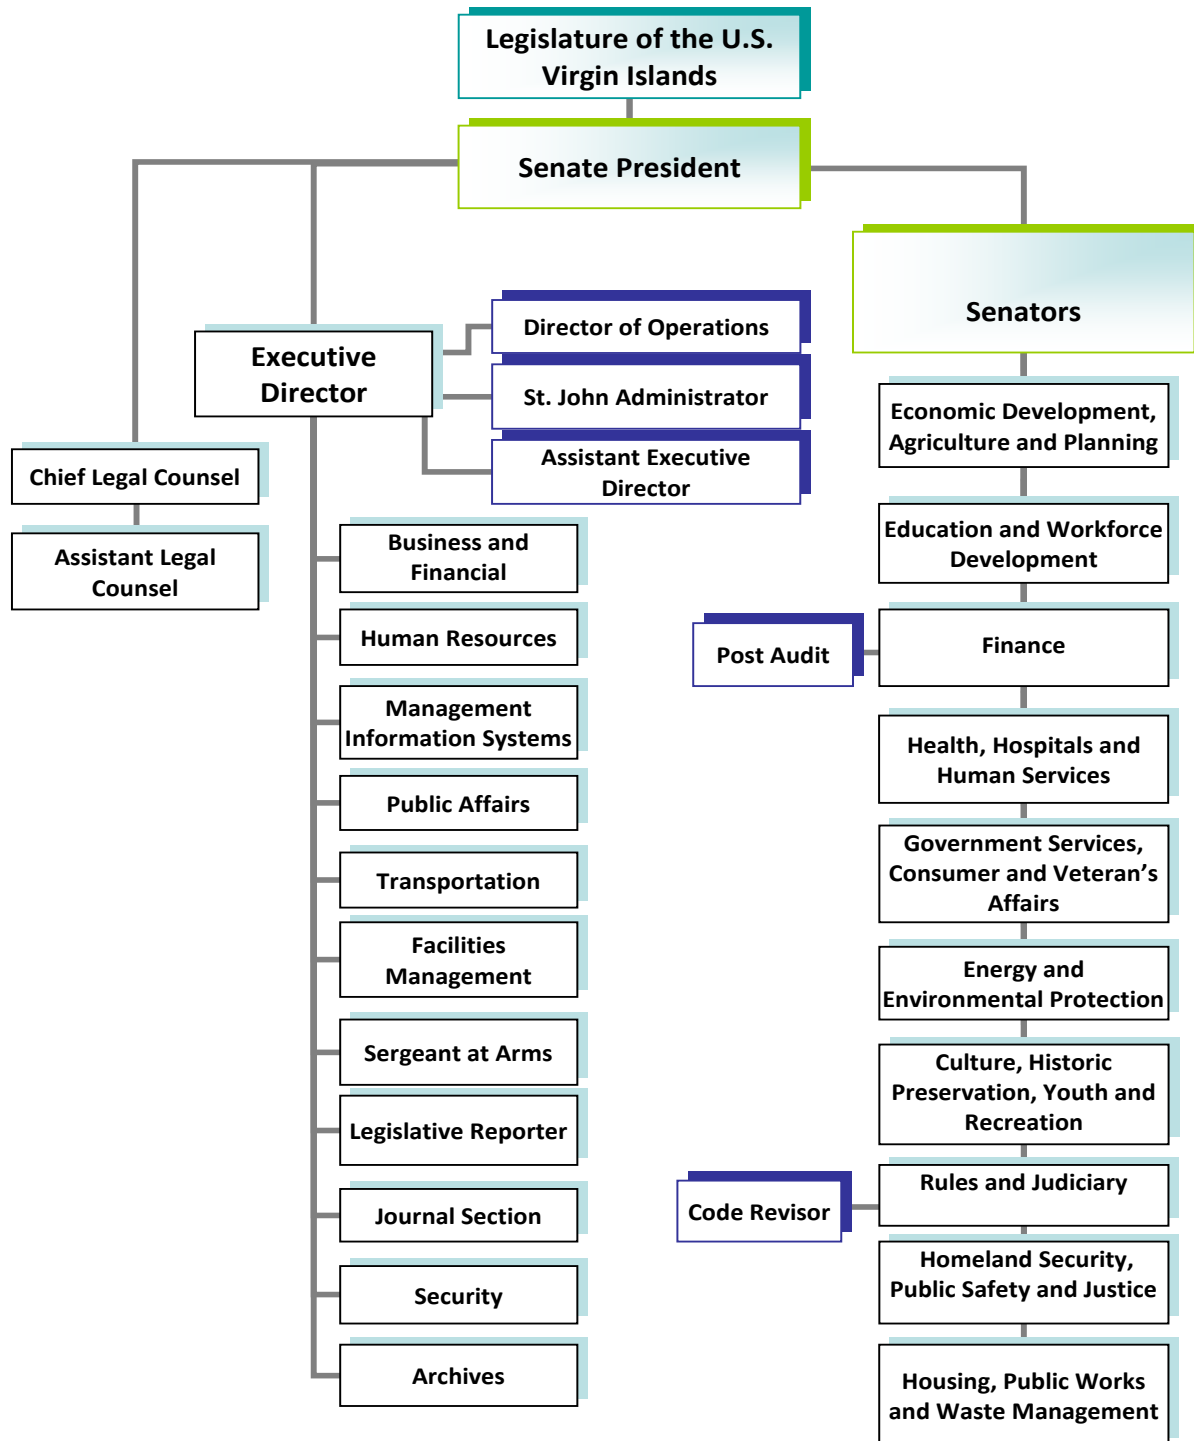 Legislature of the U.S.
Virgin Islands
Senate President
Senators
Executive
Director
Director of Operations
St. John Administrator
Assistant Executive
Director
Chief Legal Counsel
Assistant Legal
Counsel
Business and
Financial
Human Resources
Management
Information Systems
Public Affairs
Transportation
Facilities
Management
Sergeant at Arms
Legislative Reporter
Journal Section
Security
Archives
Economic Development,
Agriculture and Planning
Education and Workforce
Development
Post Audit
Finance
Health, Hospitals and
Human Services
Government Services,
Consumer and Veteran’s
Affairs
Energy and
Environmental Protection
Culture, Historic
Preservation, Youth and
Recreation
Code Revisor
Rules and Judiciary
Homeland Security,
Public Safety and Justice
Housing, Public Works
and Waste Management